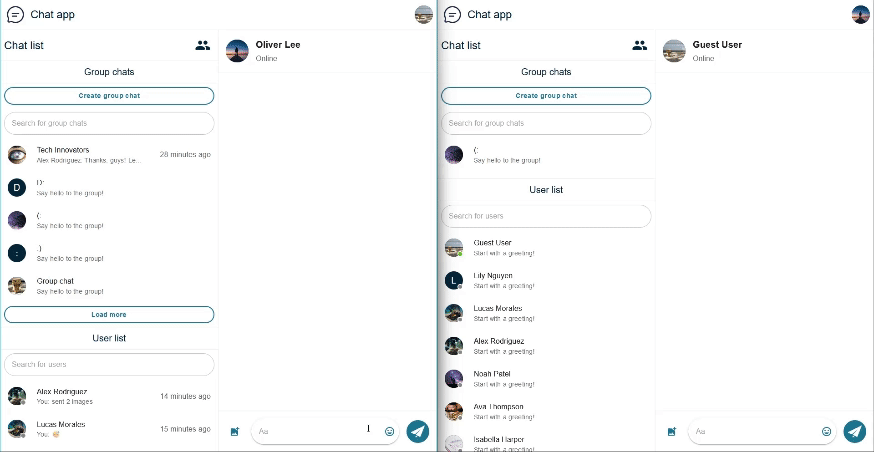 Chat app
Chat list
Group chats
Create group chat
Search for group chats
Tech Innovators
Alex Rodriguez: Thanks, guys! Le...
28 minutes ago
D
D:
Say hello to the group!
(:
Say hello to the group!
:
:)
Say hello to the group!
Group chat
Say hello to the group!
Load more
User list
Search for users
Alex Rodriguez
You: sent 2 images
14 minutes ago
Lucas Morales
You: 👏🏼
15 minutes ago
Oliver Lee
Online
Aa
Chat app
Chat list
Group chats
Create group chat
Search for group chats
(:
Say hello to the group!
User list
Search for users
Guest User
Start with a greeting!
L
Lily Nguyen
Start with a greeting!
Lucas Morales
Start with a greeting!
Alex Rodriguez
Start with a greeting!
Noah Patel
Start with a greeting!
Ava Thompson
Start with a greeting!
Isabella Harper
Guest User
Online
Aa